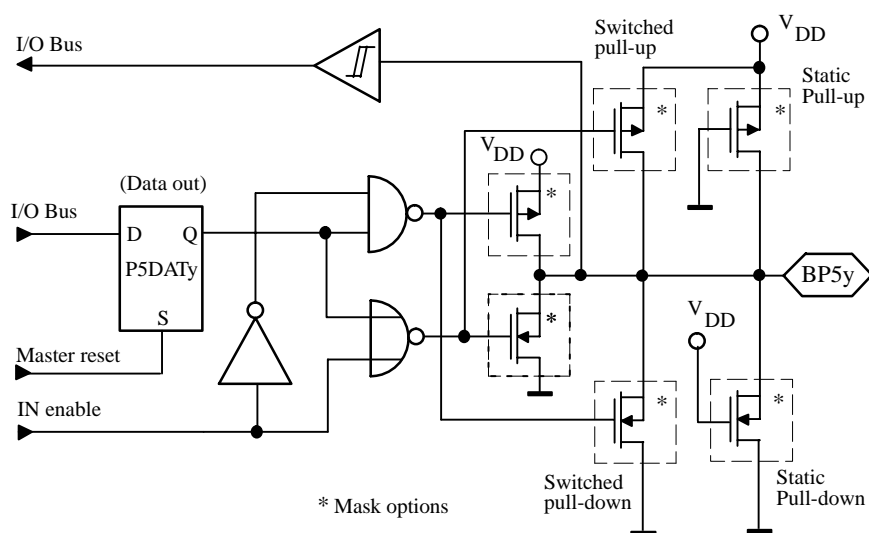 Switched
pull-up
V DD
I/O Bus
Static
Pull-up
*
*
V DD
(Data out)
*
I/O Bus
D Q
P5DATy
BP5y
S
*
V DD
Master reset
*
*
IN enable
Switched
pull-down
Static
Pull-down
* Mask options